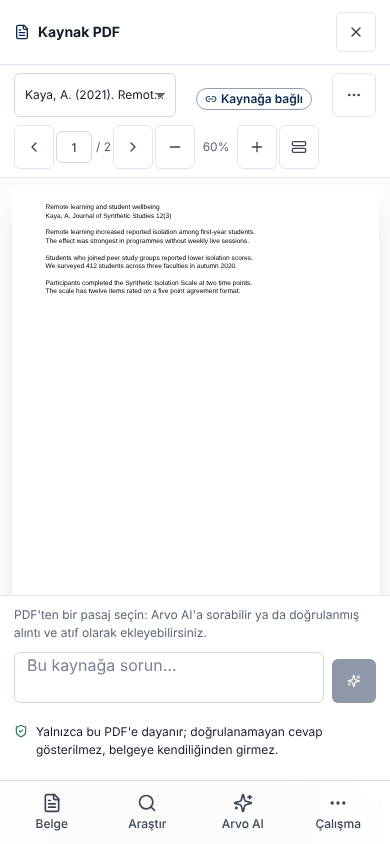 Kaynak PDF
Kaya, A. (2021). Remot...
Kaynağa bağlı
1 / 2
60%
Remote learning and student wellbeing
Kaya, A. Journal of Synthetic Studies 12(3)
Remote learning increased reported isolation among first-year students.
The effect was strongest in programmes without weekly live sessions.
Students who joined peer study groups reported lower isolation scores.
We surveyed 412 students across three faculties in autumn 2020.
Participants completed the Synthetic Isolation Scale at two time points.
The scale has twelve items rated on a five point agreement format.
PDF'ten bir pasaj seçin: Arvo AI'a sorabilir ya da doğrulanmış
alıntı ve atıf olarak ekleyebilirsiniz.
Bu kaynağa sorun...
Yalnızca bu PDF'e dayanır; doğrulanamayan cevap
gösterilmez, belgeye kendiliğinden girmez.
Belge
Araştır
Arvo AI
Çalışma